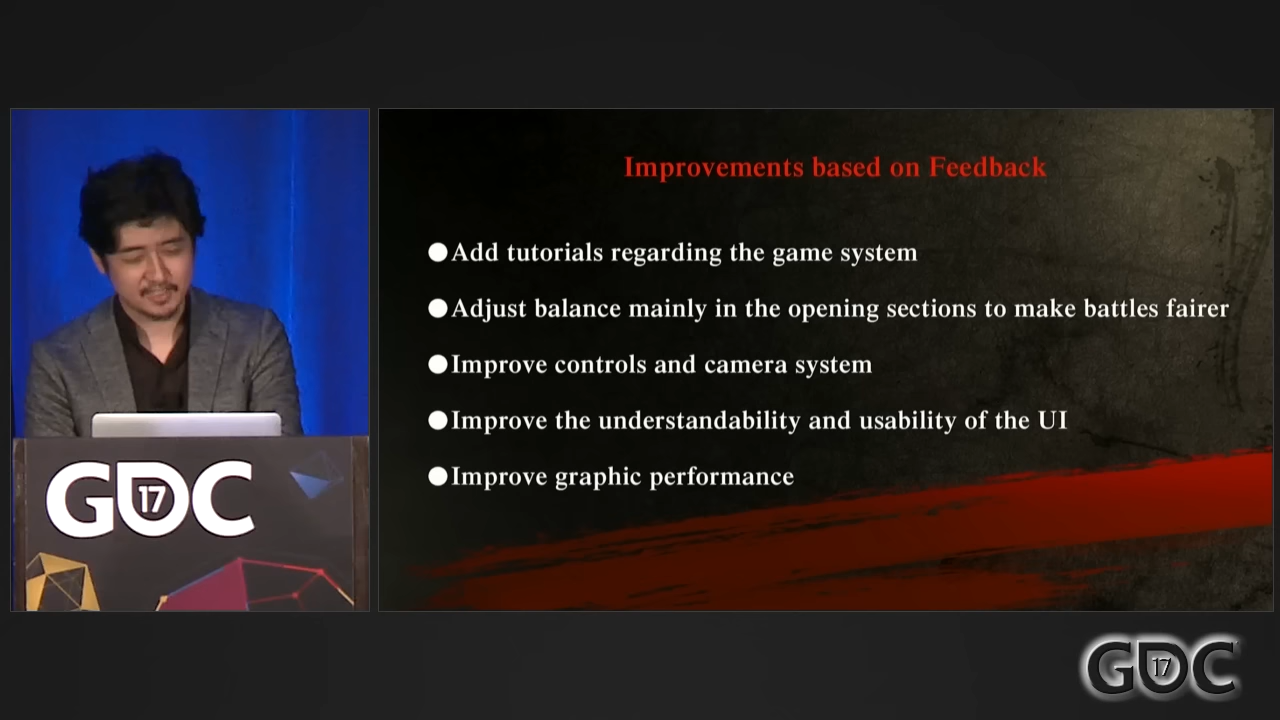 Improvements based on Feedback
●Add tutorials regarding the game system
●Adjust balance mainly in the opening sections to make battles fairer
●Improve controls and camera system
●Improve the understandability and usability of the UI
●Improve graphic performance
GDC 17
GDC 17